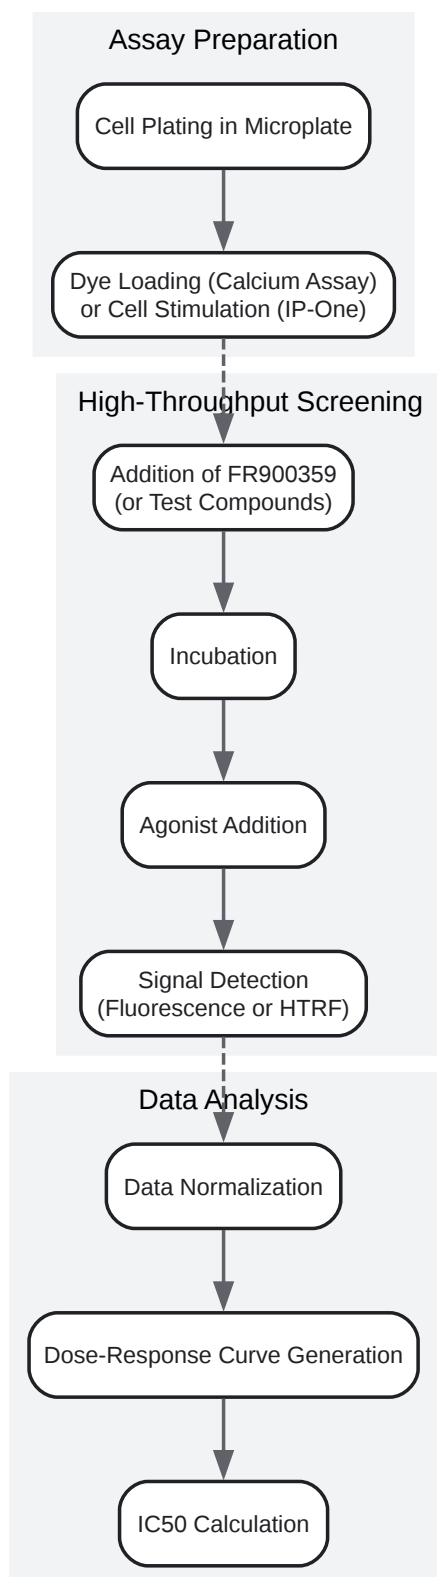 Assay Preparation
Cell Plating in Microplate
Dye Loading (Calcium Assay)
or Cell Stimulation (IP-One)
High-Throughput Screening
Addition of FR900359
(or Test Compounds)
Incubation
Agonist Addition
Signal Detection
(Fluorescence or HTRF)
Data Analysis
Data Normalization
Dose-Response Curve Generation
IC50 Calculation